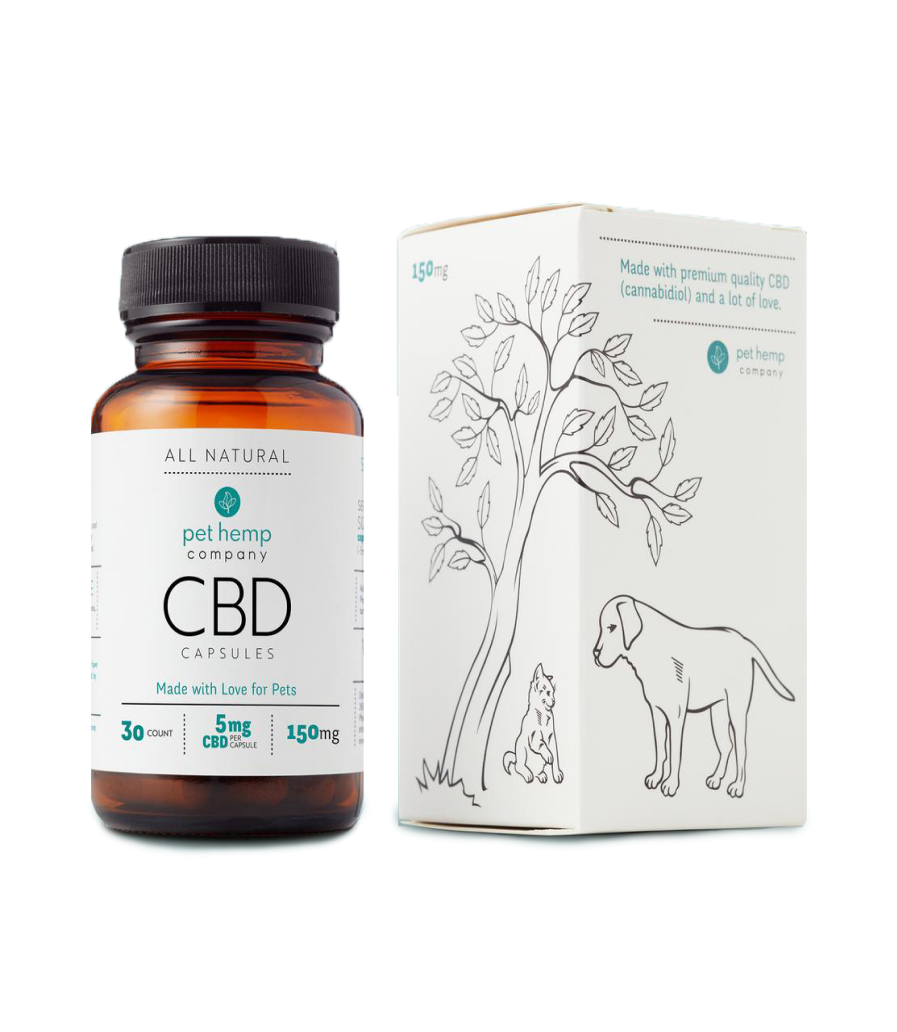 ALL NATURAL
pet hemp
company
CBD
CAPSULES
Made with Love for Pets
30 COUNT
5mg
CBD PER CAPSULE
150mg
150mg
Made with premium quality CBD
(cannabidiol) and a lot of love.
pet hemp
company